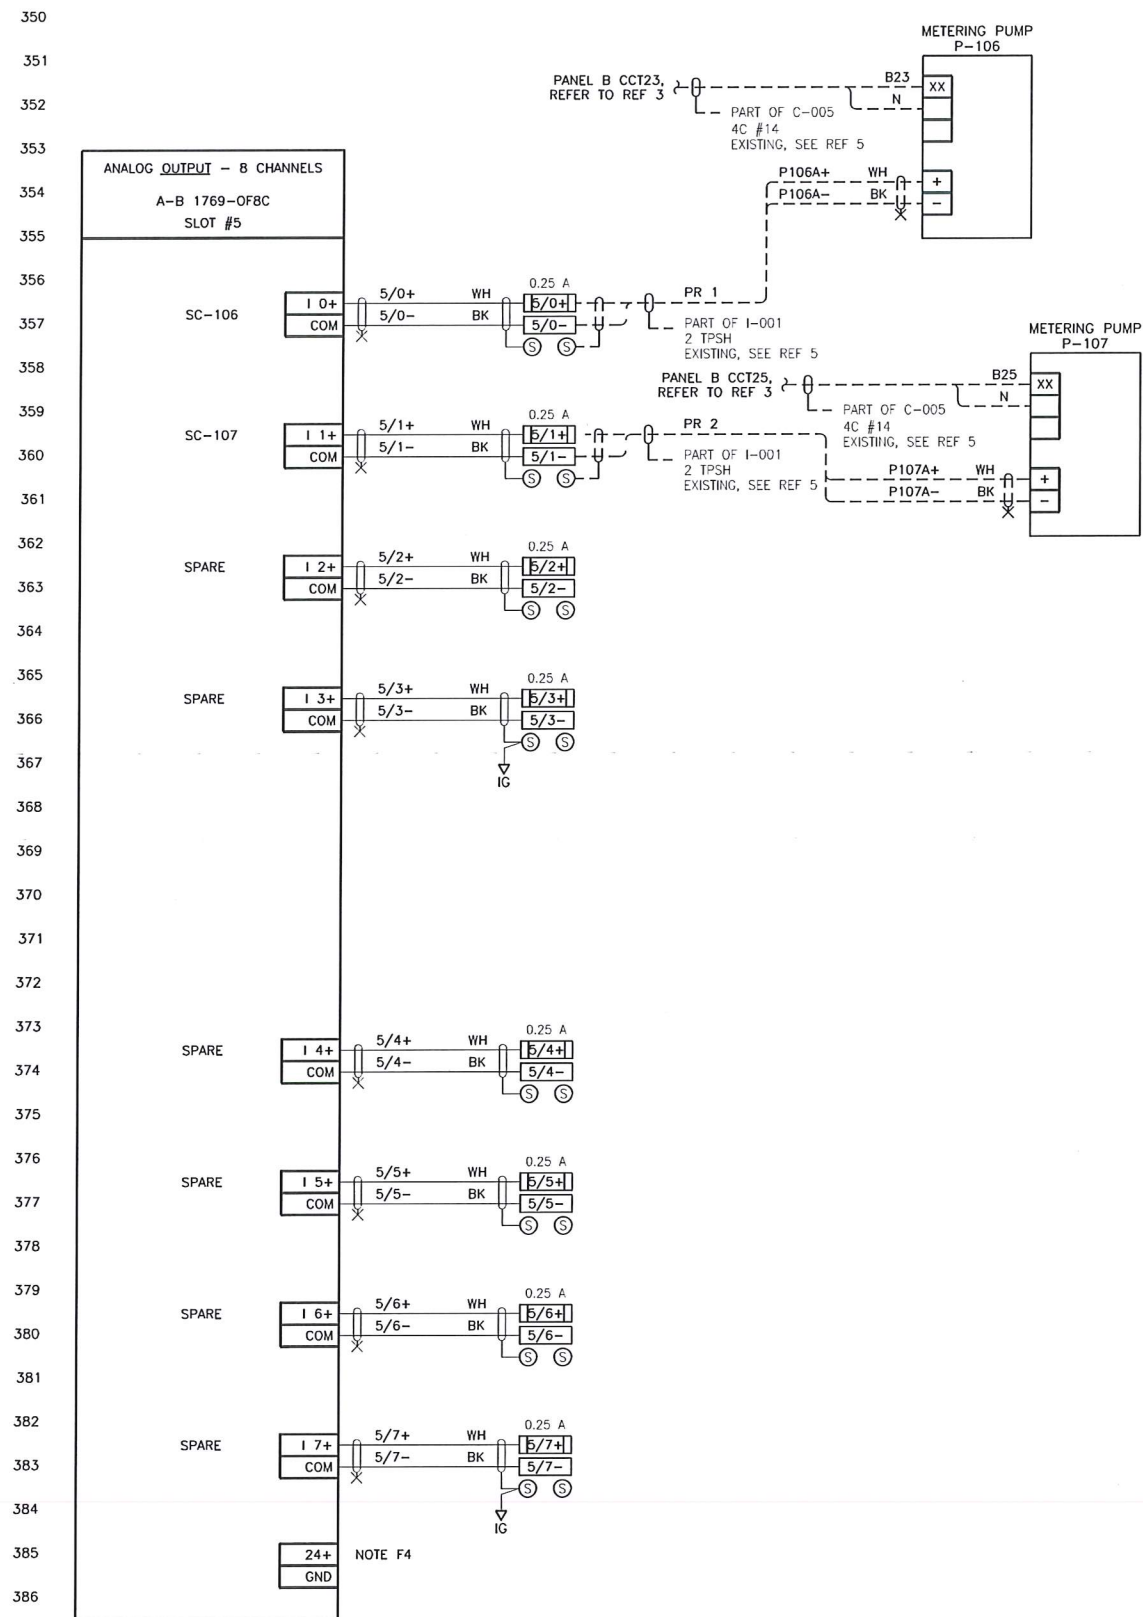 350
METERING PUMP
P-106
351
PANEL B CCT23,
REFER TO REF 3
B23
XX
N
352
PART OF C-005
4C #14
EXISTING, SEE REF 5
353
ANALOG OUTPUT - 8 CHANNELS
A-B 1769-OF8C
SLOT #5
P106A+ WH +
354
P106A- BK -
355
356
0.25 A
SC-106
I 0+ 5/0+ WH 5/0+ PR 1
357
COM 5/0- BK 5/0-
S S
PART OF I-001
2 TPSH
EXISTING, SEE REF 5
METERING PUMP
P-107
358
PANEL B CCT25,
REFER TO REF 3
B25
XX
N
359
PART OF C-005
4C #14
EXISTING, SEE REF 5
0.25 A
SC-107
I 1+ 5/1+ WH 5/1+ PR 2
360
COM 5/1- BK 5/1-
S S
PART OF I-001
2 TPSH
EXISTING, SEE REF 5
P107A+ WH +
361
P107A- BK -
362
0.25 A
SPARE
I 2+ 5/2+ WH 5/2+
363
COM 5/2- BK 5/2-
S S
364
365
0.25 A
SPARE
I 3+ 5/3+ WH 5/3+
366
COM 5/3- BK 5/3-
S S
367
IG
368
369
370
371
372
373
0.25 A
SPARE
I 4+ 5/4+ WH 5/4+
374
COM 5/4- BK 5/4-
S S
375
376
0.25 A
SPARE
I 5+ 5/5+ WH 5/5+
377
COM 5/5- BK 5/5-
S S
378
379
0.25 A
SPARE
I 6+ 5/6+ WH 5/6+
380
COM 5/6- BK 5/6-
S S
381
382
0.25 A
SPARE
I 7+ 5/7+ WH 5/7+
383
COM 5/7- BK 5/7-
S S
384
IG
385
24+ NOTE F4
GND
386